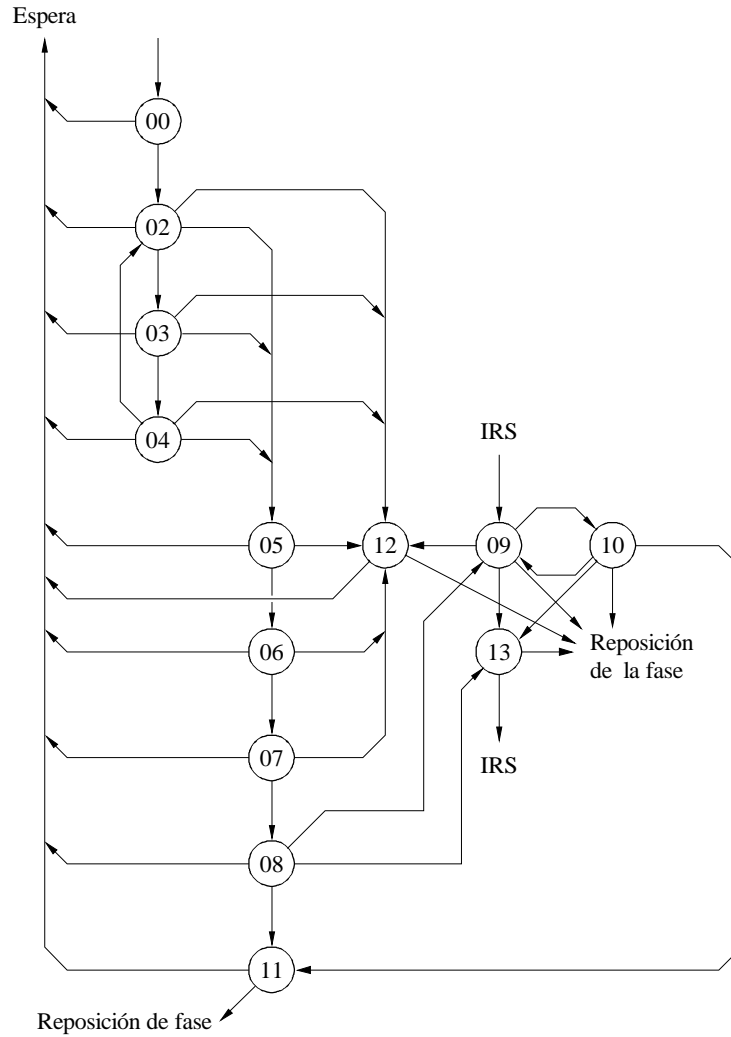 Espera
00
02
03
04
IRS
05
12
09
10
06
13
Reposición
de la fase
07
IRS
08
11
Reposición de fase